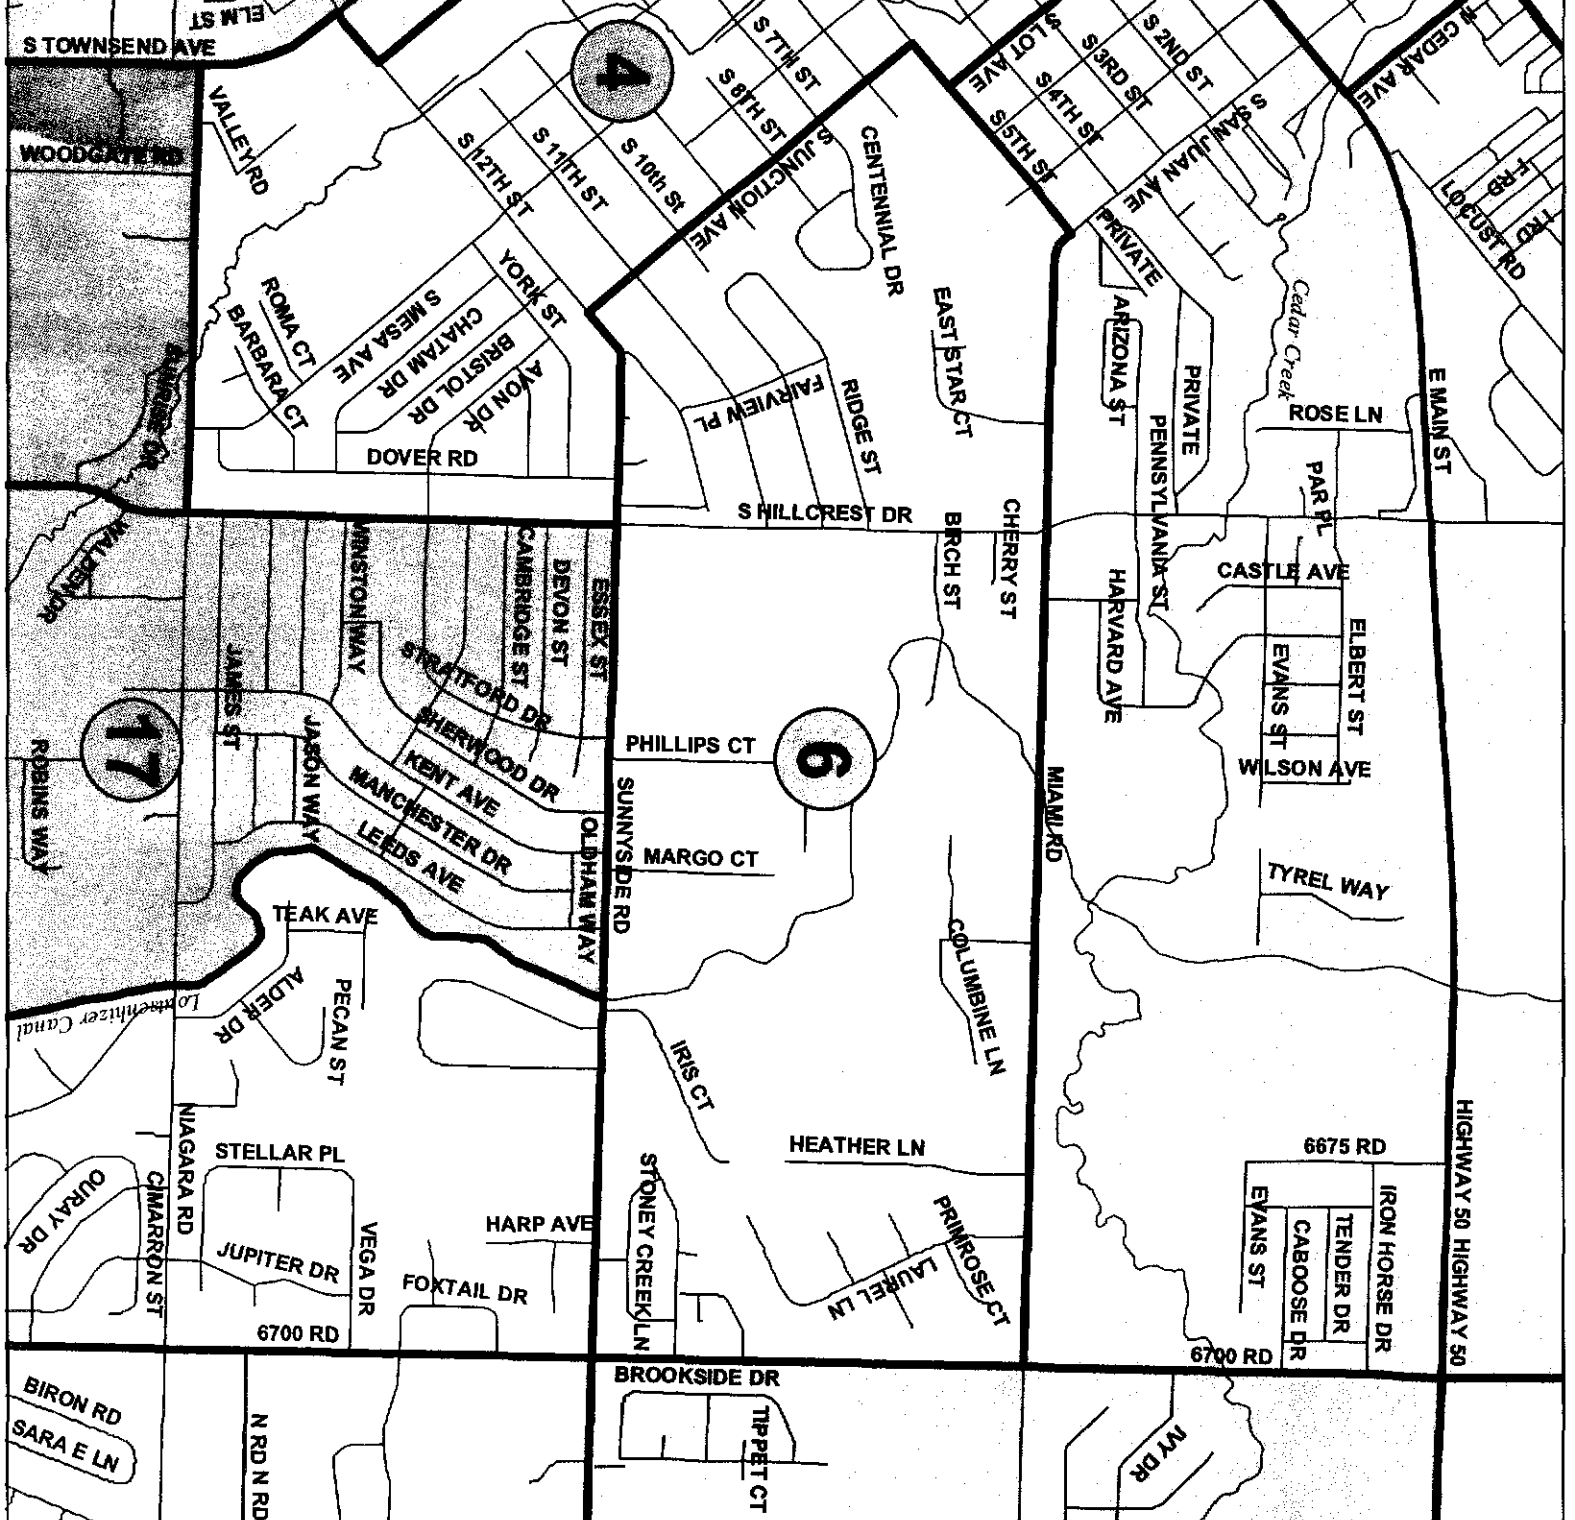 ELM ST
S TOWNSEND AVE
VALLEY RD
WOODGATE RD
4
S 7TH ST
S 8TH ST
S 10th St
S 11TH ST
S 12TH ST
S JUNCTION AVE
CENTENNIAL DR
S LOT AVE
S 2ND ST
S 3RD ST
S 4TH ST
S 5TH ST
S SAN JUAN AVE
N CEDAR AVE
T RD
T RD
LOCUST RD
PRIVATE
YORK ST
ROMA CT
BARBARA CT
S MESA AVE
CHATAM DR
BRISTOL DR
AVON DR
SUNRISE DR
DOVER RD
EAST STAR CT
FAIRVIEW PL
RIDGE ST
ARIZONA ST
PRIVATE
PENNSYLVANIA ST
Cedar Creek
ROSE LN
E MAIN ST
PAR PL
S HILLCREST DR
BIRCH ST
CHERRY ST
WALDEN DR
WINSTON WAY
CAMBRIDGE ST
DEVON ST
ESSEX ST
CASTLE AVE
HARVARD AVE
ELBERT ST
EVANS ST
WILSON AVE
JAMES ST
STRATFORD DR
SHERWOOD DR
KENT AVE
MANCHESTER DR
LEEDS AVE
JASON WAY
17
ROBINS WAY
PHILLIPS CT
6
SUNNYSIDE RD
OLDHAM WAY
MARGO CT
MIAMI RD
TYREL WAY
TEAK AVE
ALDER DR
PECAN ST
Loutsenhizer Canal
COLUMBINE LN
IRIS CT
NIAGARA RD
STELLAR PL
HEATHER LN
6675 RD
HIGHWAY 50 HIGHWAY 50
OURAY DR
CIMARRON ST
JUPITER DR
VEGA DR
HARP AVE
FOXTAIL DR
STONEY CREEK LN
LAUREL LN
PRIMROSE CT
EVANS ST
CABOOSE DR
TENDER DR
IRON HORSE DR
6700 RD
6700 RD
BROOKSIDE DR
BIRON RD
SARA E LN
N RD N RD
TIPPET CT
IVY DR